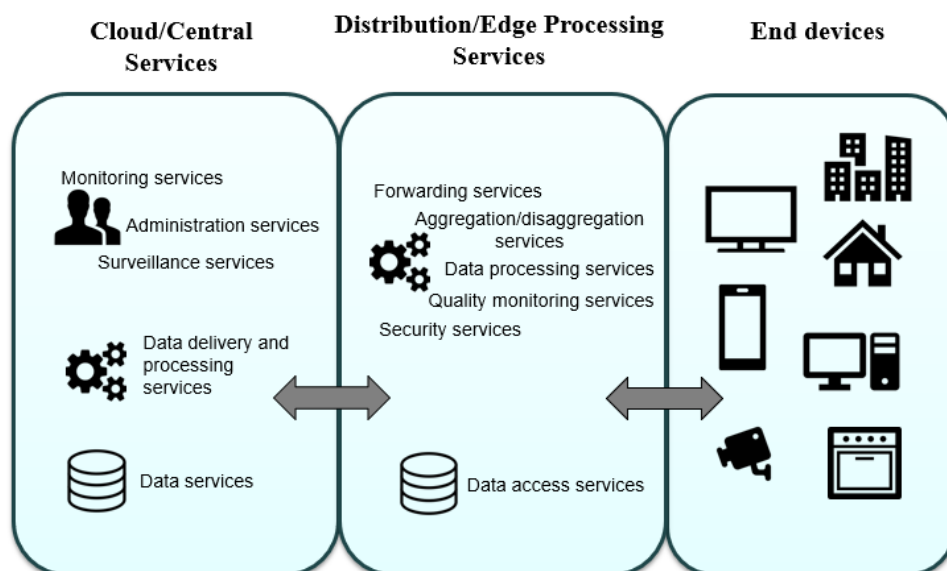 Cloud/Central
Services
Distribution/Edge Processing
Services
End devices
Monitoring services
Administration services
Surveillance services
Data delivery and
processing
services
Data services
Forwarding services
Aggregation/disaggregation
services
Data processing services
Quality monitoring services
Security services
Data access services